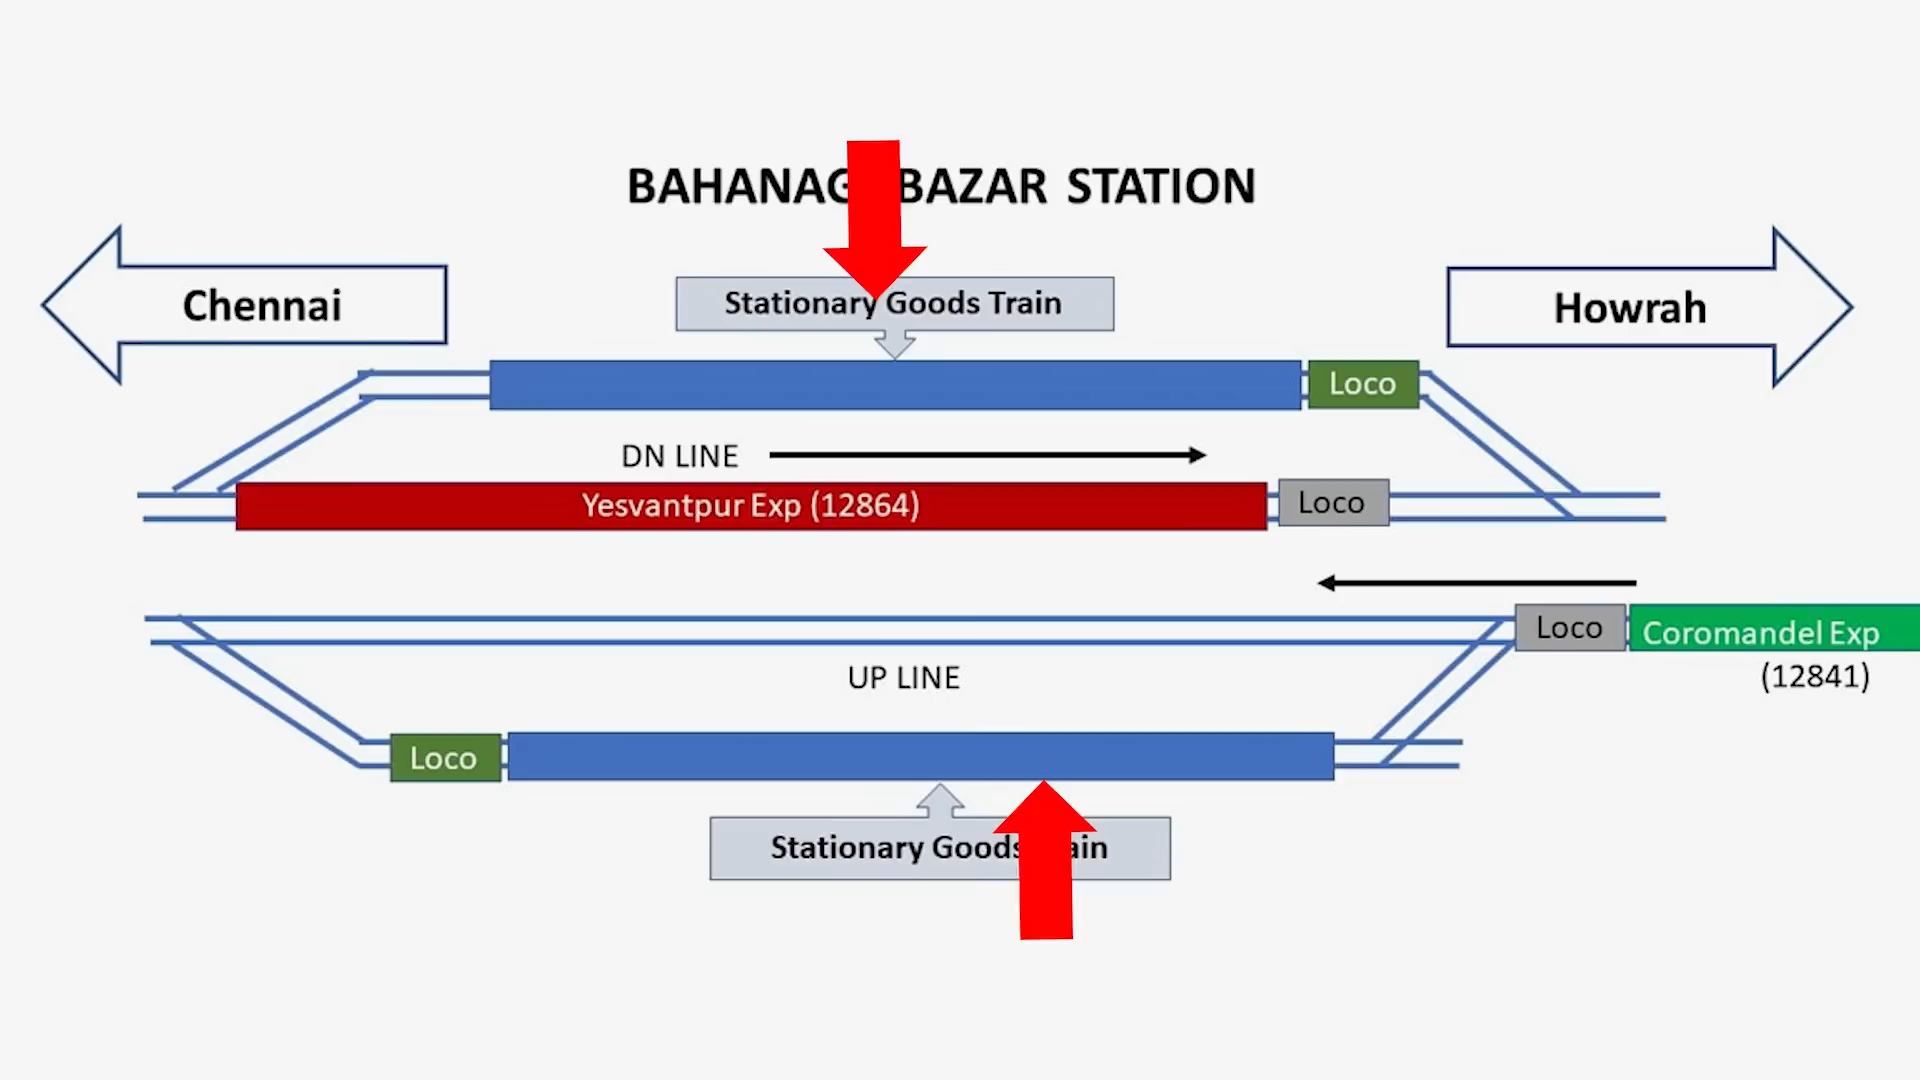 BAHANAG BAZAR STATION
Chennai
Stationary Goods Train
Howrah
Loco
DN LINE
Yesvantpur Exp (12864)
Loco
Loco
Coromandel Exp
(12841)
UP LINE
Loco
Stationary Goods ain